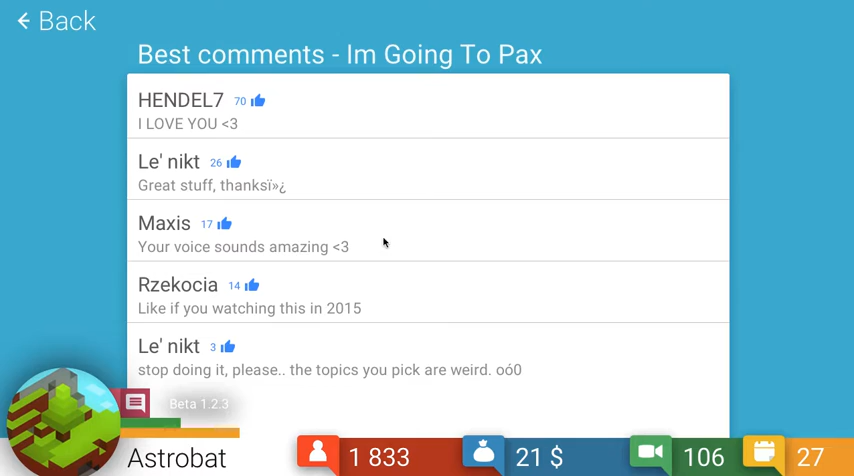 Back
Best comments - Im Going To Pax
HENDEL7 70
I LOVE YOU <3
Le' nikt 26
Great stuff, thanksï»¿
Maxis 17
Your voice sounds amazing <3
Rzekocia 14
Like if you watching this in 2015
Le' nikt 3
stop doing it, please.. the topics you pick are weird. oó0
Beta 1.2.3
Astrobat 1 833 21 $ 106 27